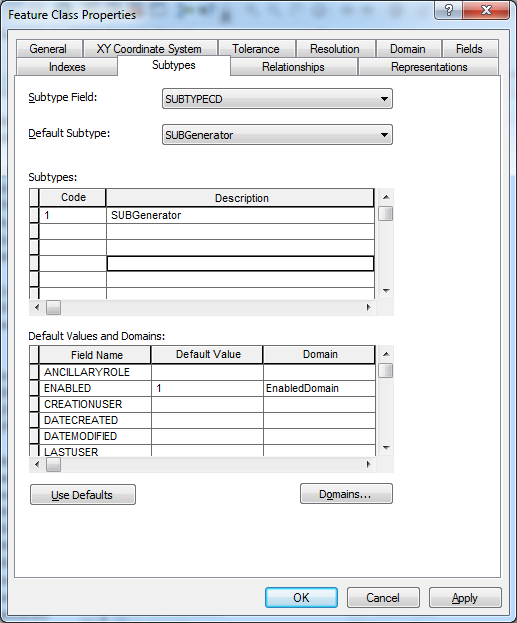 Feature Class Properties
General XY Coordinate System Tolerance Resolution Domain Fields
Indexes Subtypes Relationships Representations
Subtype Field: SUBTYPECD
Default Subtype: SUBGenerator
Subtypes:
Code Description
1 SUBGenerator
Default Values and Domains:
Field Name Default Value Domain
ANCILLARYROLE
ENABLED 1 EnabledDomain
CREATIONUSER
DATECREATED
DATEMODIFIED
LASTUSER
Use Defaults Domains...
OK Cancel Apply